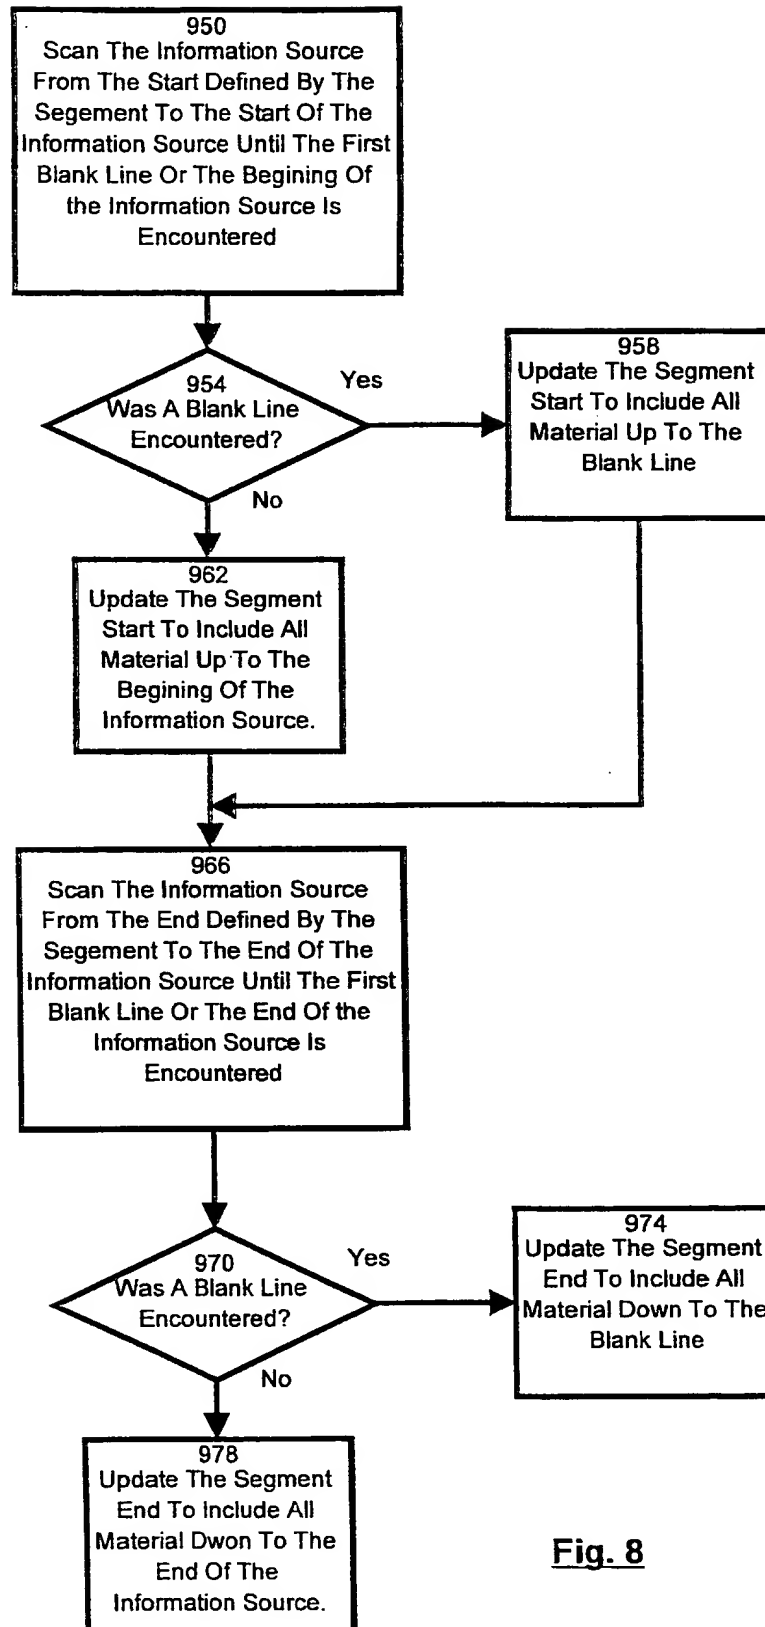 950
Scan The Information Source
From The Start Defined By The
Segement To The Start Of The
Information Source Until The First
Blank Line Or The Begining Of
the Information Source Is
Encountered
954
Was A Blank Line
Encountered?
Yes
No
958
Update The Segment
Start To Include All
Material Up To The
Blank Line
962
Update The Segment
Start To Include All
Material Up To The
Begining Of The
Information Source.
966
Scan The Information Source
From The End Defined By The
Segement To The End Of The
Information Source Until The First
Blank Line Or The End Of the
Information Source Is
Encountered
970
Was A Blank Line
Encountered?
Yes
No
974
Update The Segment
End To Include All
Material Down To The
Blank Line
978
Update The Segment
End To Include All
Material Dwon To The
End Of The
Information Source.
Fig. 8